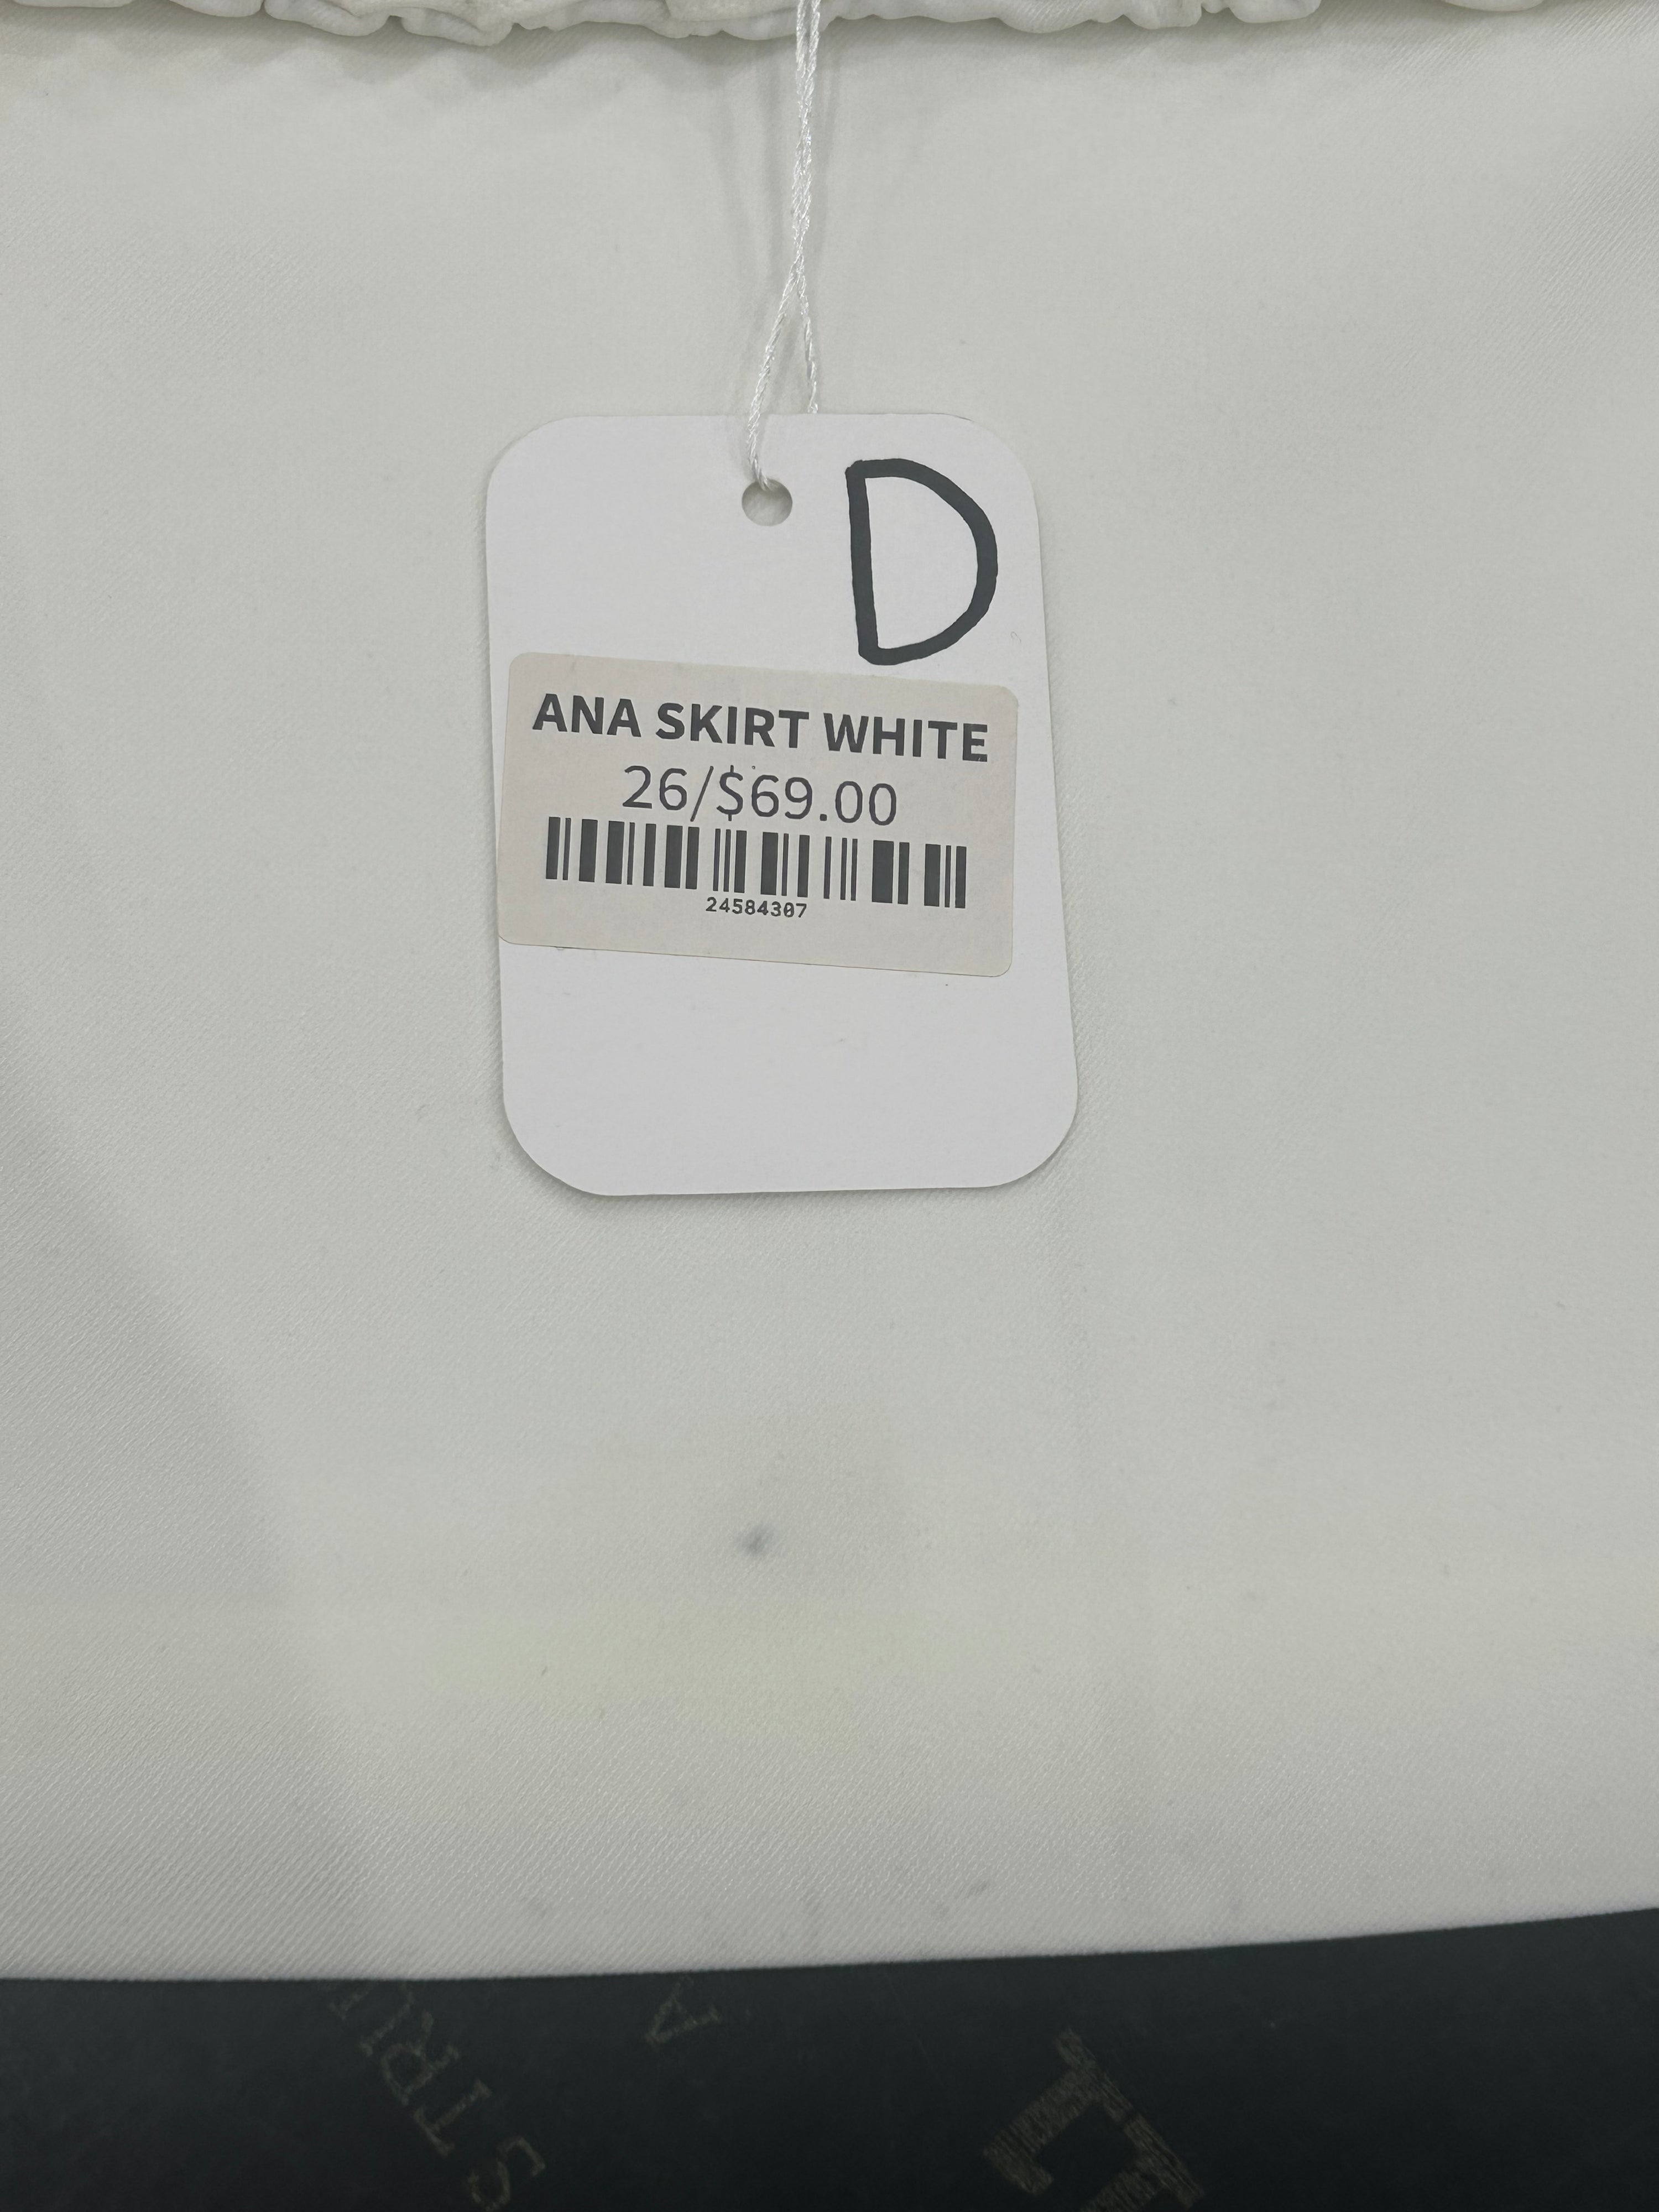 D
ANA SKIRT WHITE
26/$69.00
24584307